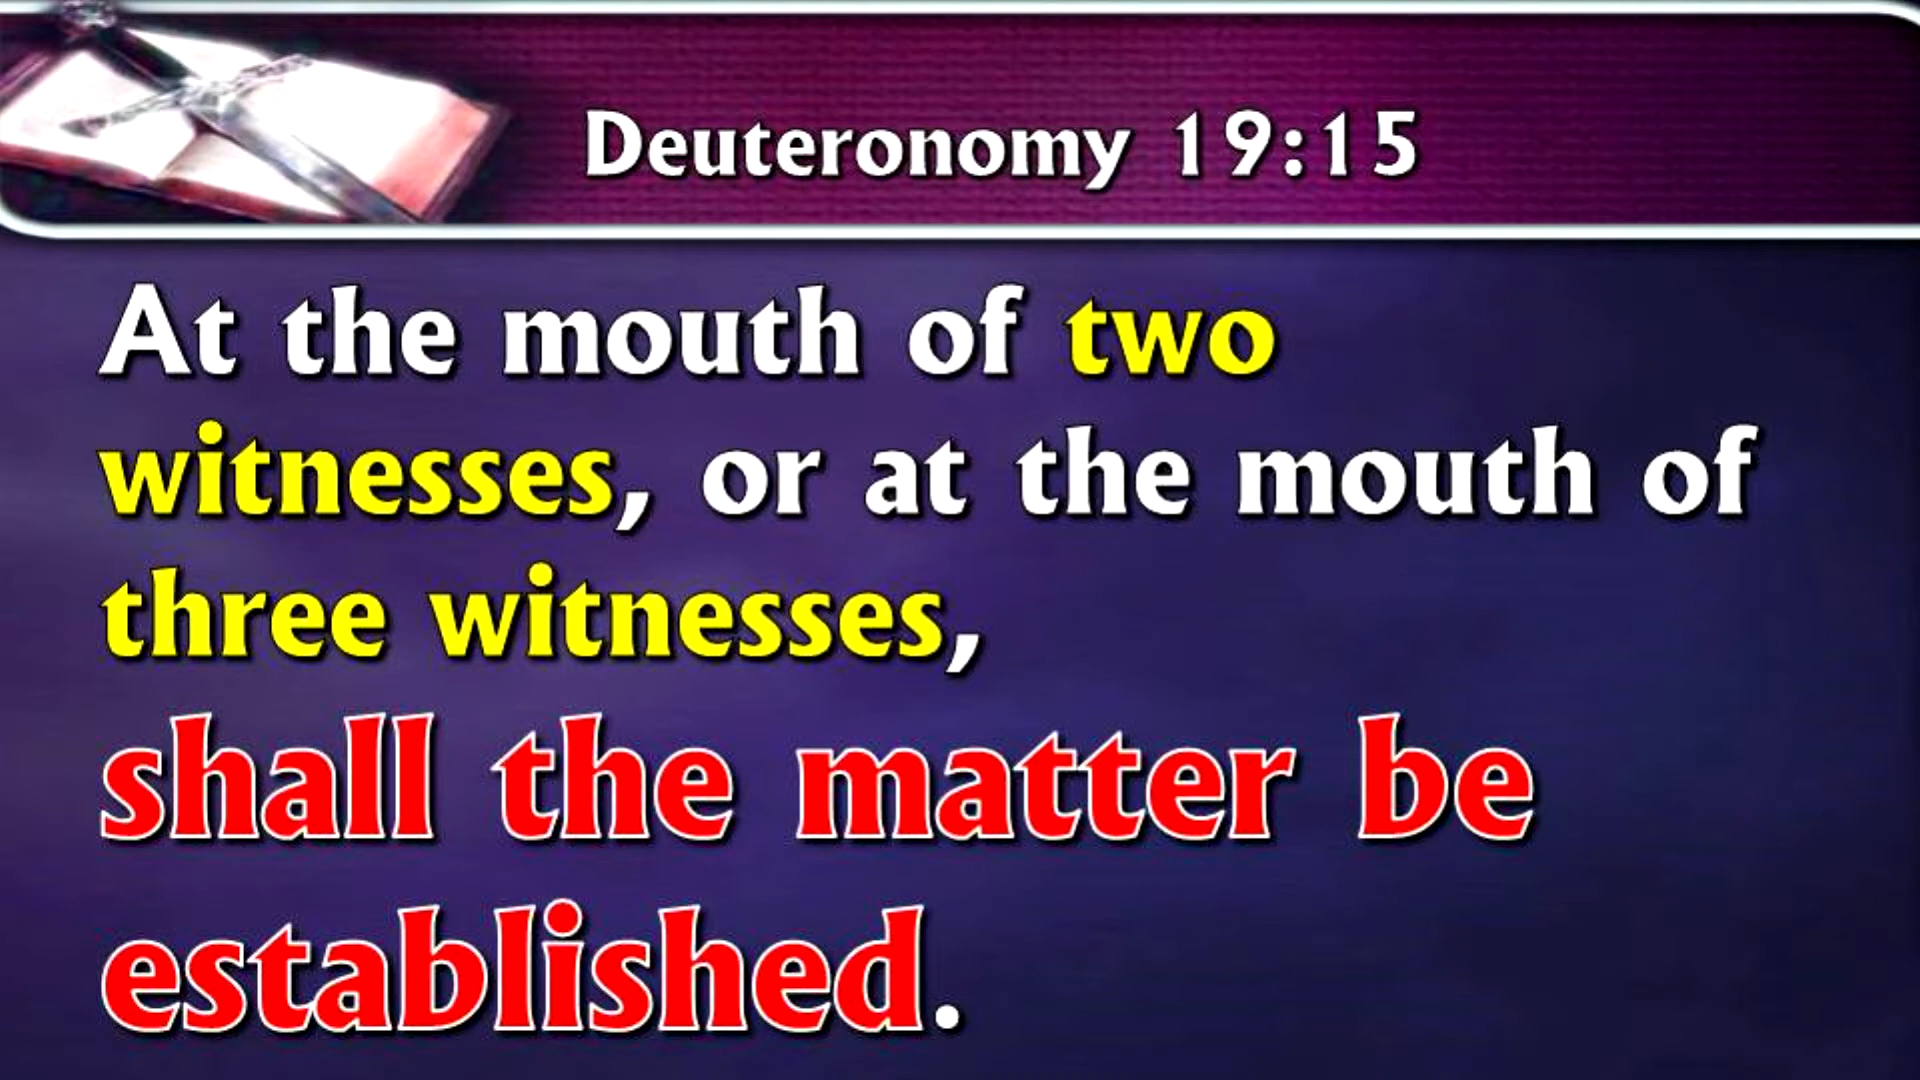 Deuteronomy 19:15
At the mouth of two
witnesses, or at the mouth of
three witnesses,
shall the matter be
established.